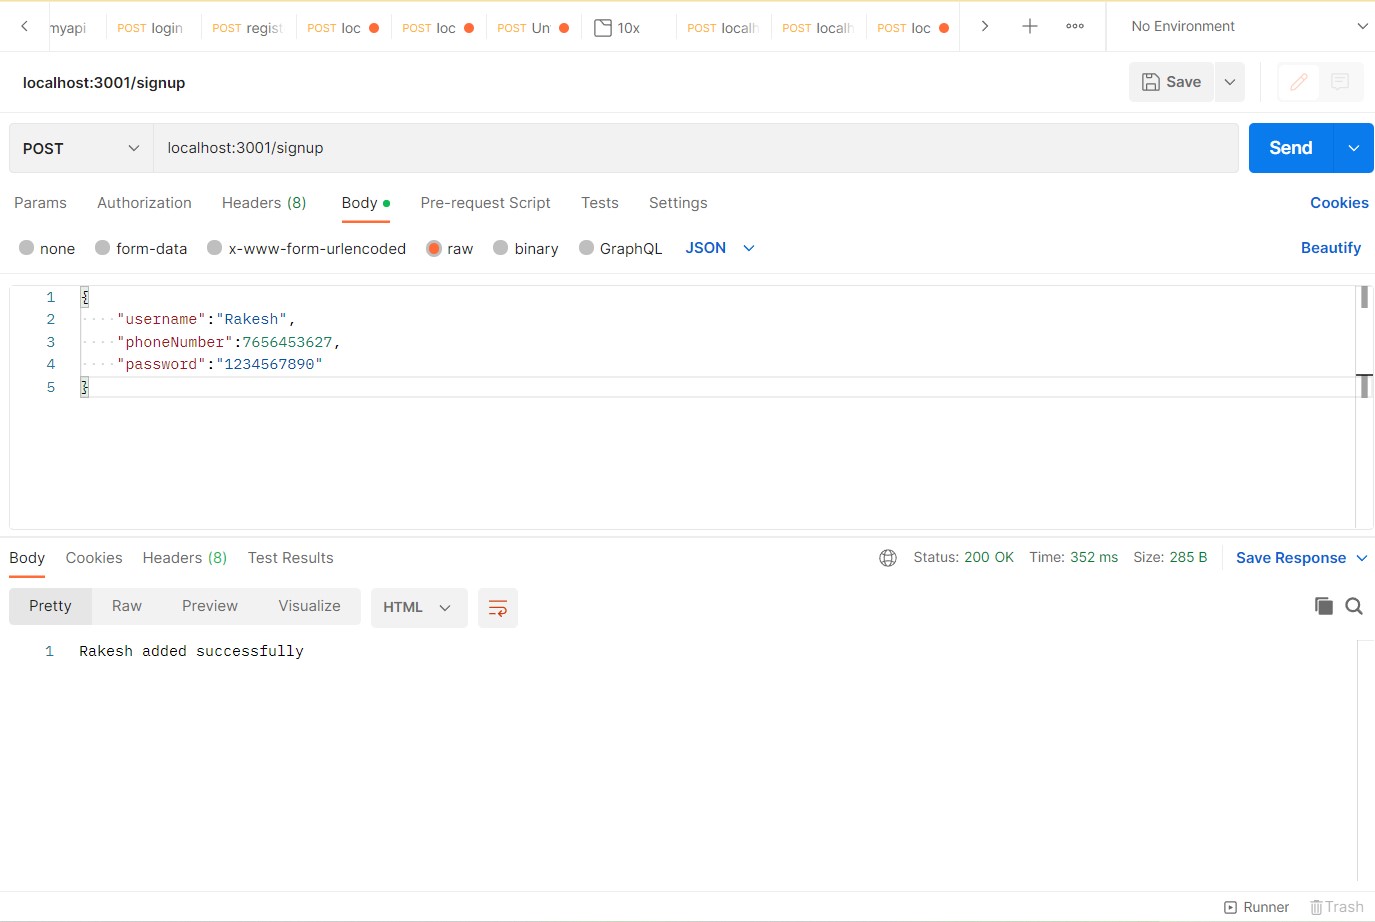 myapi POST login POST regist POST loc POST loc POST Un 10x POST localh POST localh POST loc No Environment
localhost:3001/signup Save
POST localhost:3001/signup Send
Params Authorization Headers (8) Body Pre-request Script Tests Settings Cookies
none form-data x-www-form-urlencoded raw binary GraphQL JSON Beautify
1 {
2 "username":"Rakesh",
3 "phoneNumber":7656453627,
4 "password":"1234567890"
5 }
Body Cookies Headers (8) Test Results Status: 200 OK Time: 352 ms Size: 285 B Save Response
Pretty Raw Preview Visualize HTML
1 Rakesh added successfully
Runner Trash